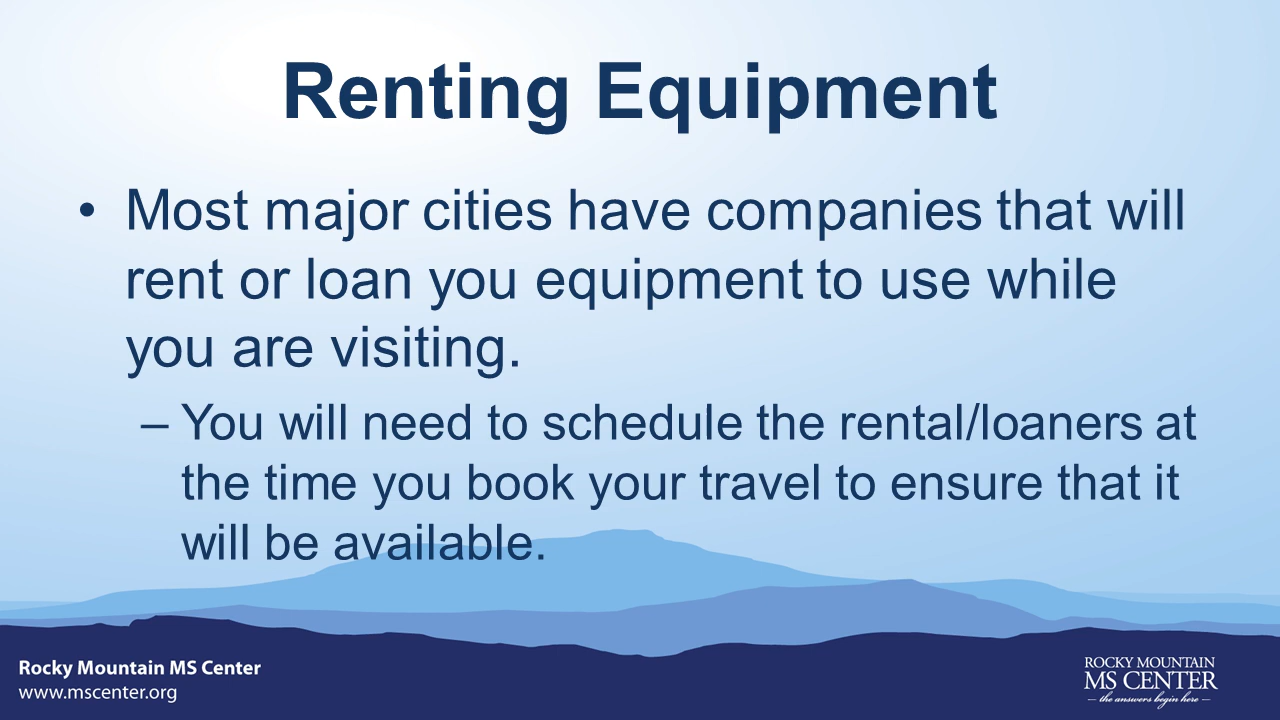 Renting Equipment
• Most major cities have companies that will
rent or loan you equipment to use while
you are visiting.
– You will need to schedule the rental/loaners at
the time you book your travel to ensure that it
will be available.
Rocky Mountain MS Center
www.mscenter.org
ROCKY MOUNTAIN
MS CENTER
— the answers begin here —